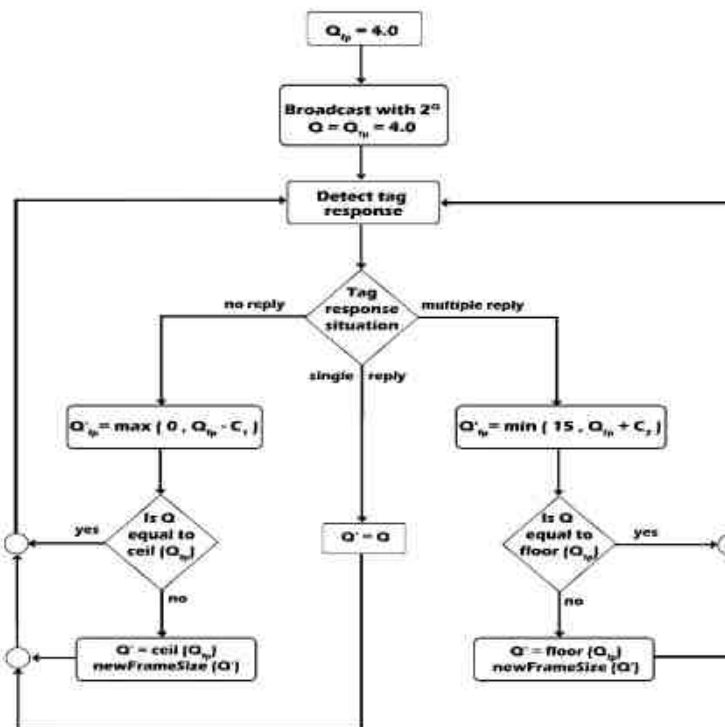 Q_fp = 4.0
Broadcast with 2^Q
Q = Q_fp = 4.0
Detect tag
response
Tag
response
situation
no reply
multiple reply
single reply
Q'_fp = max ( 0 , Q_fp - C_1 )
Q'_fp = min ( 15 , Q_fp + C_2 )
Is Q
equal to
ceil (Q_fp)
yes
no
Q' = Q
Is Q
equal to
floor (Q_fp)
yes
no
Q' = ceil (Q_fp)
newFrameSize (Q')
Q' = floor (Q_fp)
newFrameSize (Q')